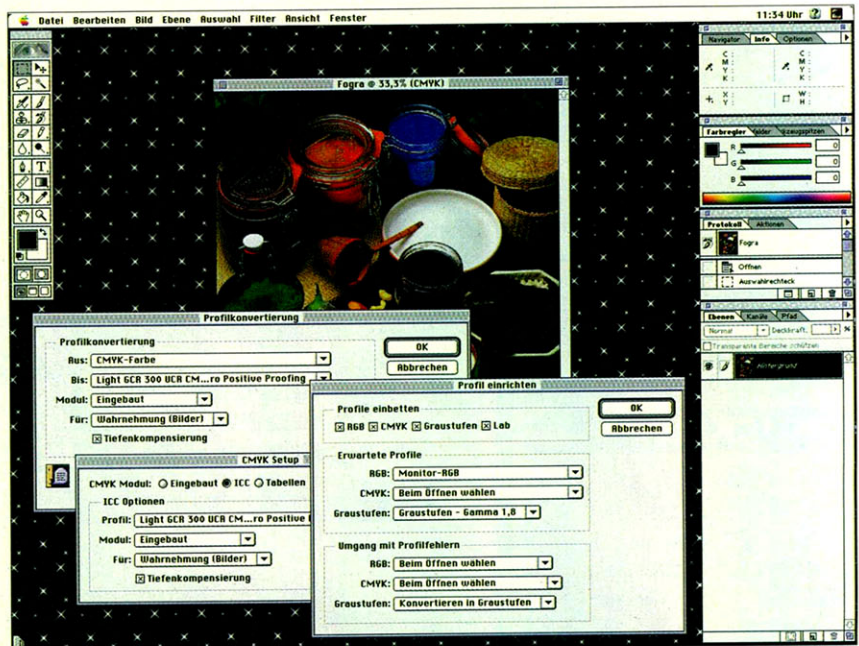 Datei Bearbeiten Bild Ebene Auswahl Filter Ansicht Fenster
11:34 Uhr
Fogra @ 33,3% (CMYK)
Navigator Info Optionen
C : C :
M : M :
Y : Y :
K : K :
X : W :
Y : H :
Farbregler
R 0
G 0
B 0
Protokoll Aktionen
Fogra
Öffnen
Auswahlrechteck
Ebenen Kanäle Pfad
Normal Deckkraft:
Transparente Bereiche schützen
Hintergrund
Profilkonvertierung
Profilkonvertierung
Aus: CMYK-Farbe
Bis: Light GCR 300 UCR CM...ro Positive Proofing
Modul: Eingebaut
Für: Wahrnehmung (Bilder)
Tiefenkompensierung
OK
Abbrechen
CMYK Setup
CMYK Modul: Eingebaut ICC Tabellen
ICC Optionen
Profil: Light GCR 300 UCR CM...ro Positive
Modul: Eingebaut
Für: Wahrnehmung (Bilder)
Tiefenkompensierung
Profil einrichten
Profile einbetten
RGB CMYK Graustufen Lab
OK
Abbrechen
Erwartete Profile
RGB: Monitor-RGB
CMYK: Beim Öffnen wählen
Graustufen: Graustufen - Gamma 1,8
Umgang mit Profilfehlern
RGB: Beim Öffnen wählen
CMYK: Beim Öffnen wählen
Graustufen: Konvertieren in Graustufen